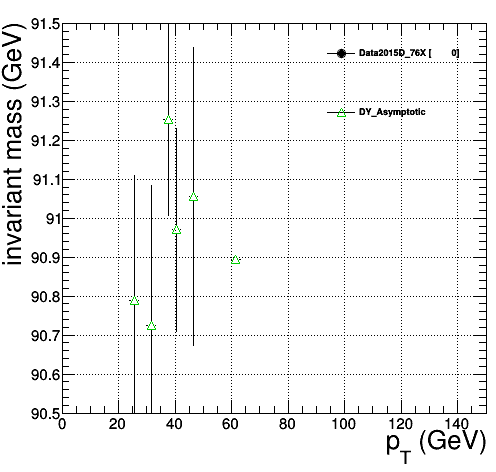 91.5
91.4
91.3
91.2
91.1
91
90.9
90.8
90.7
90.6
90.5
invariant mass (GeV)
Data2015D_76X [ 0]
DY_Asymptotic
0 20 40 60 80 100 120 140
pT (GeV)